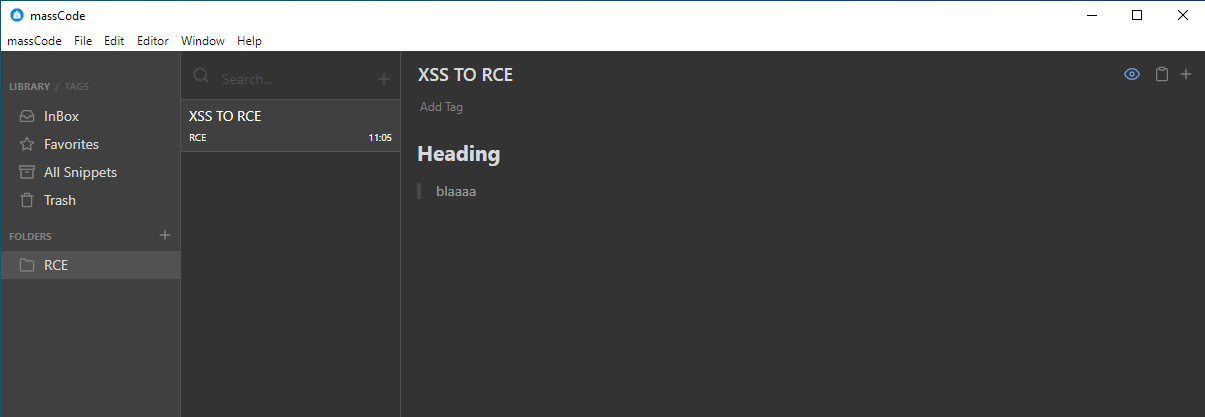 massCode
massCode File Edit Editor Window Help
LIBRARY / TAGS
InBox
Favorites
All Snippets
Trash
FOLDERS
RCE
Search...
XSS TO RCE
RCE 11:05
XSS TO RCE
Add Tag
Heading
blaaaa